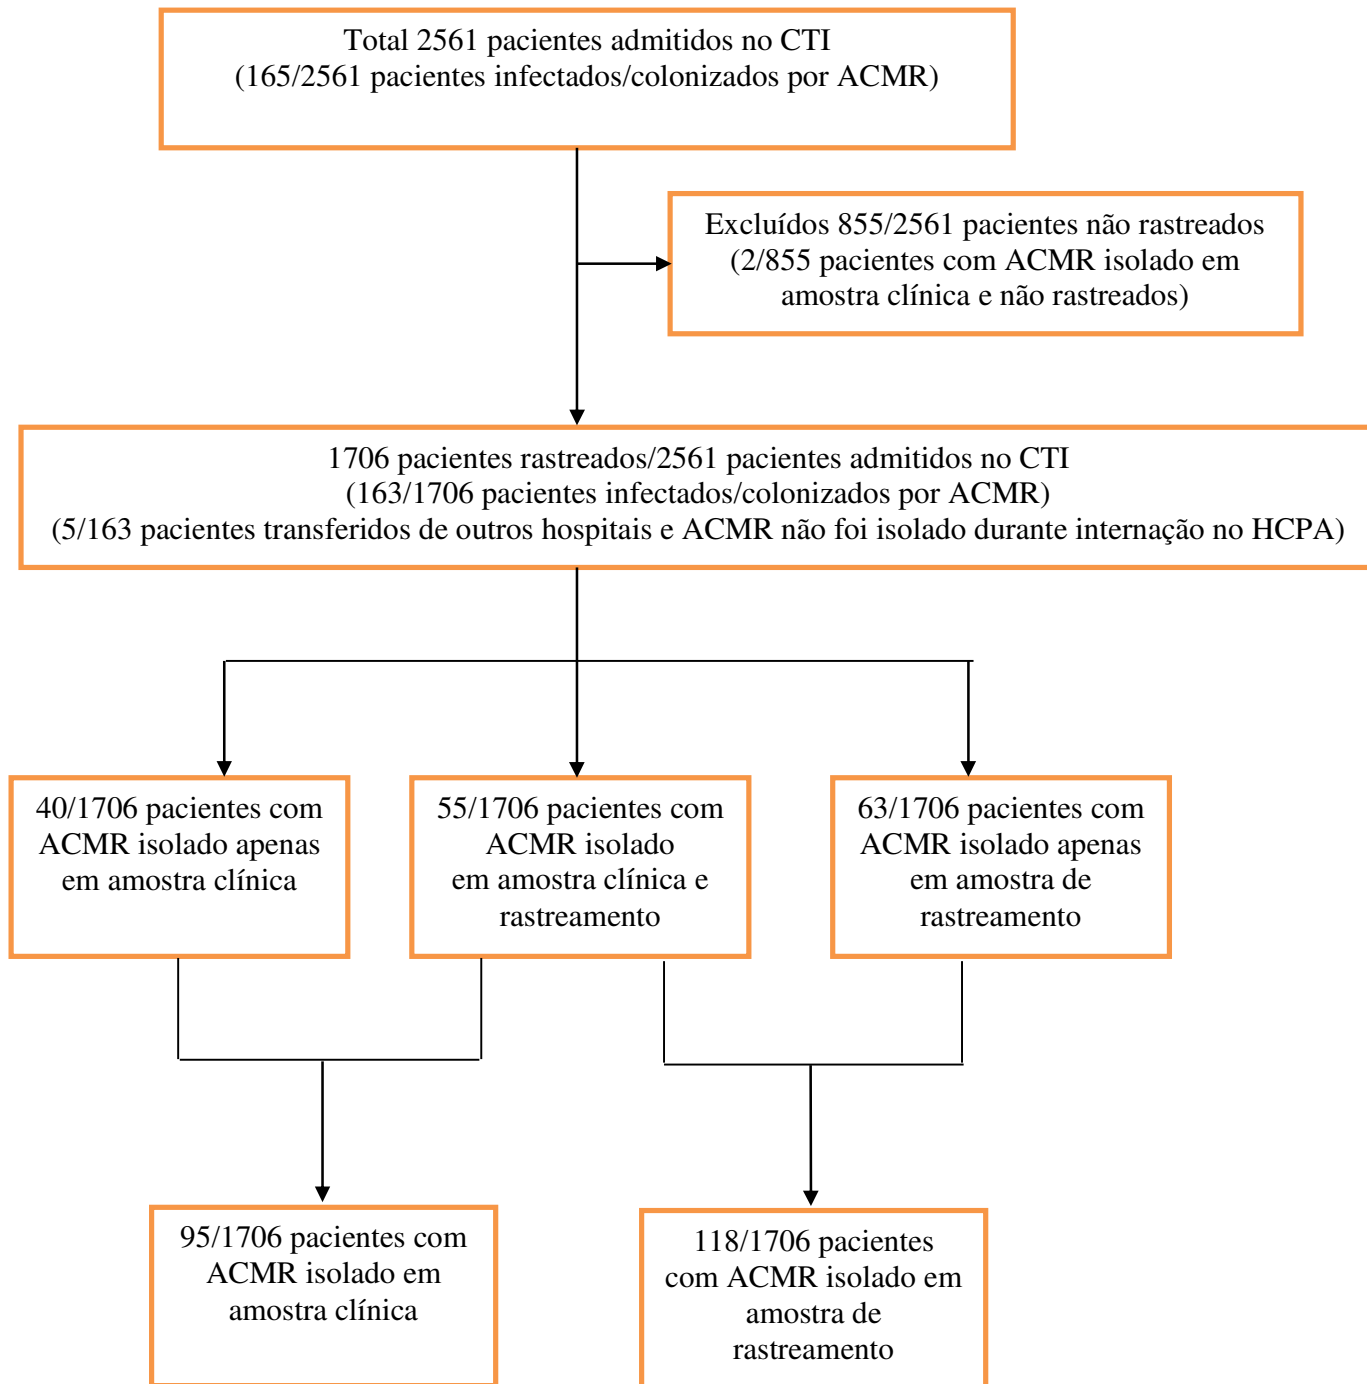 Total 2561 pacientes admitidos no CTI
(165/2561 pacientes infectados/colonizados por ACMR)
Excluídos 855/2561 pacientes não rastreados
(2/855 pacientes com ACMR isolado em
amostra clínica e não rastreados)
1706 pacientes rastreados/2561 pacientes admitidos no CTI
(163/1706 pacientes infectados/colonizados por ACMR)
(5/163 pacientes transferidos de outros hospitais e ACMR não foi isolado durante internação no HCPA)
40/1706 pacientes com
ACMR isolado apenas
em amostra clínica
55/1706 pacientes com
ACMR isolado
em amostra clínica e
rastreamento
63/1706 pacientes com
ACMR isolado apenas
em amostra de
rastreamento
95/1706 pacientes com
ACMR isolado em
amostra clínica
118/1706 pacientes
com ACMR isolado em
amostra de
rastreamento